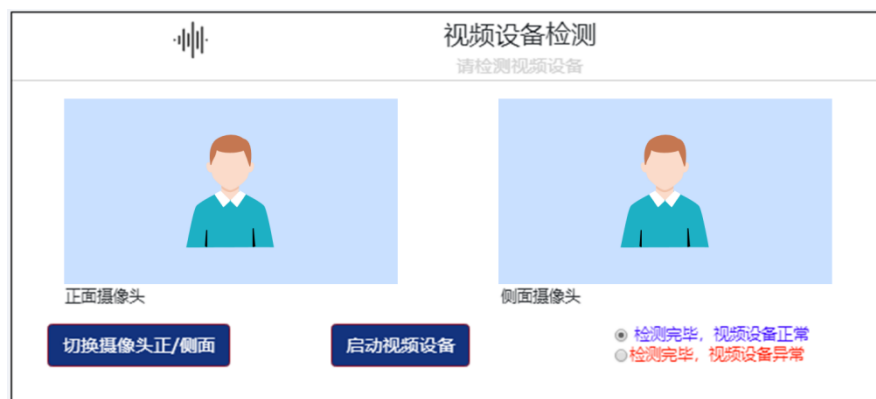 视频设备检测
请检测视频设备
正面摄像头
侧面摄像头
切换摄像头正/侧面
启动视频设备
检测完毕，视频设备正常
检测完毕，视频设备异常